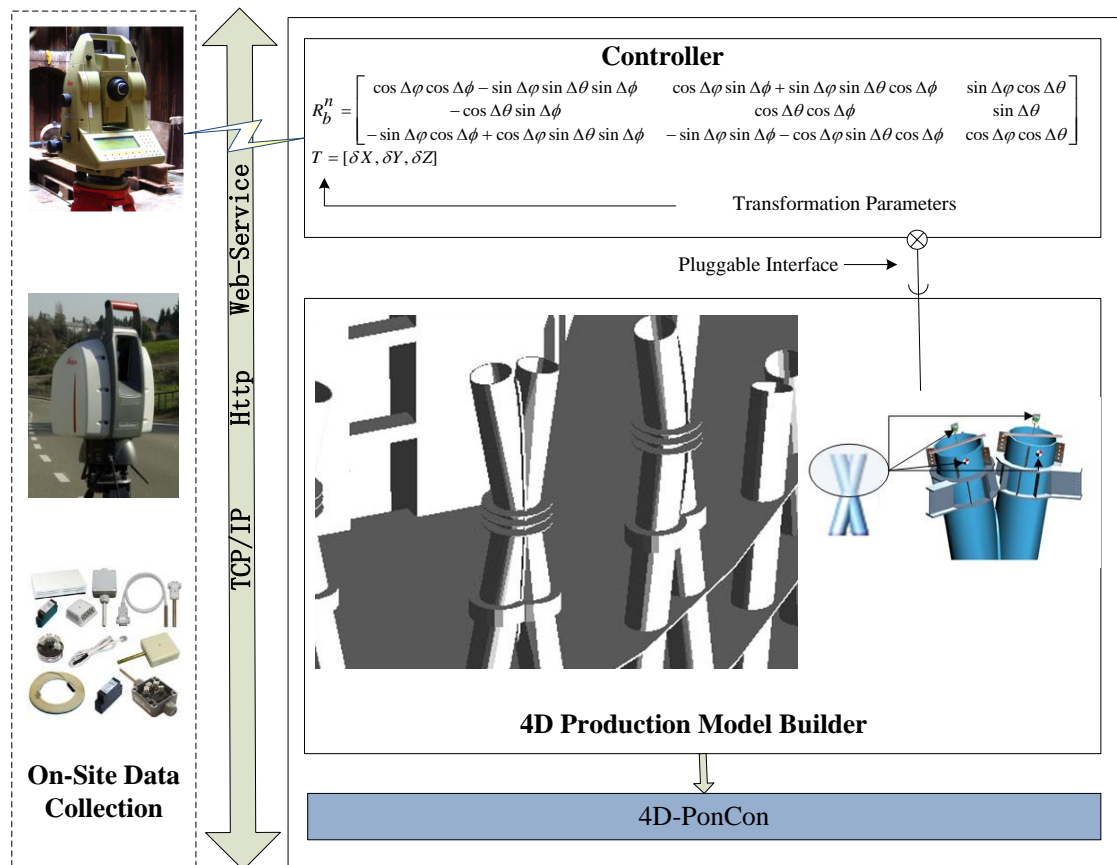 Controller
R_b^n = [cos Δφ cos Δϕ − sin Δφ sin Δθ sin Δϕ   cos Δφ sin Δϕ + sin Δφ sin Δθ cos Δϕ   sin Δφ cos Δθ
− cos Δθ sin Δϕ   cos Δθ cos Δϕ   sin Δθ
− sin Δφ cos Δϕ + cos Δφ sin Δθ sin Δϕ   − sin Δφ sin Δϕ − cos Δφ sin Δθ cos Δϕ   cos Δφ cos Δθ]
T = [δX, δY, δZ]
Transformation Parameters
Pluggable Interface
TCP/IP Http Web-Service
4D Production Model Builder
On-Site Data
Collection
4D-PonCon